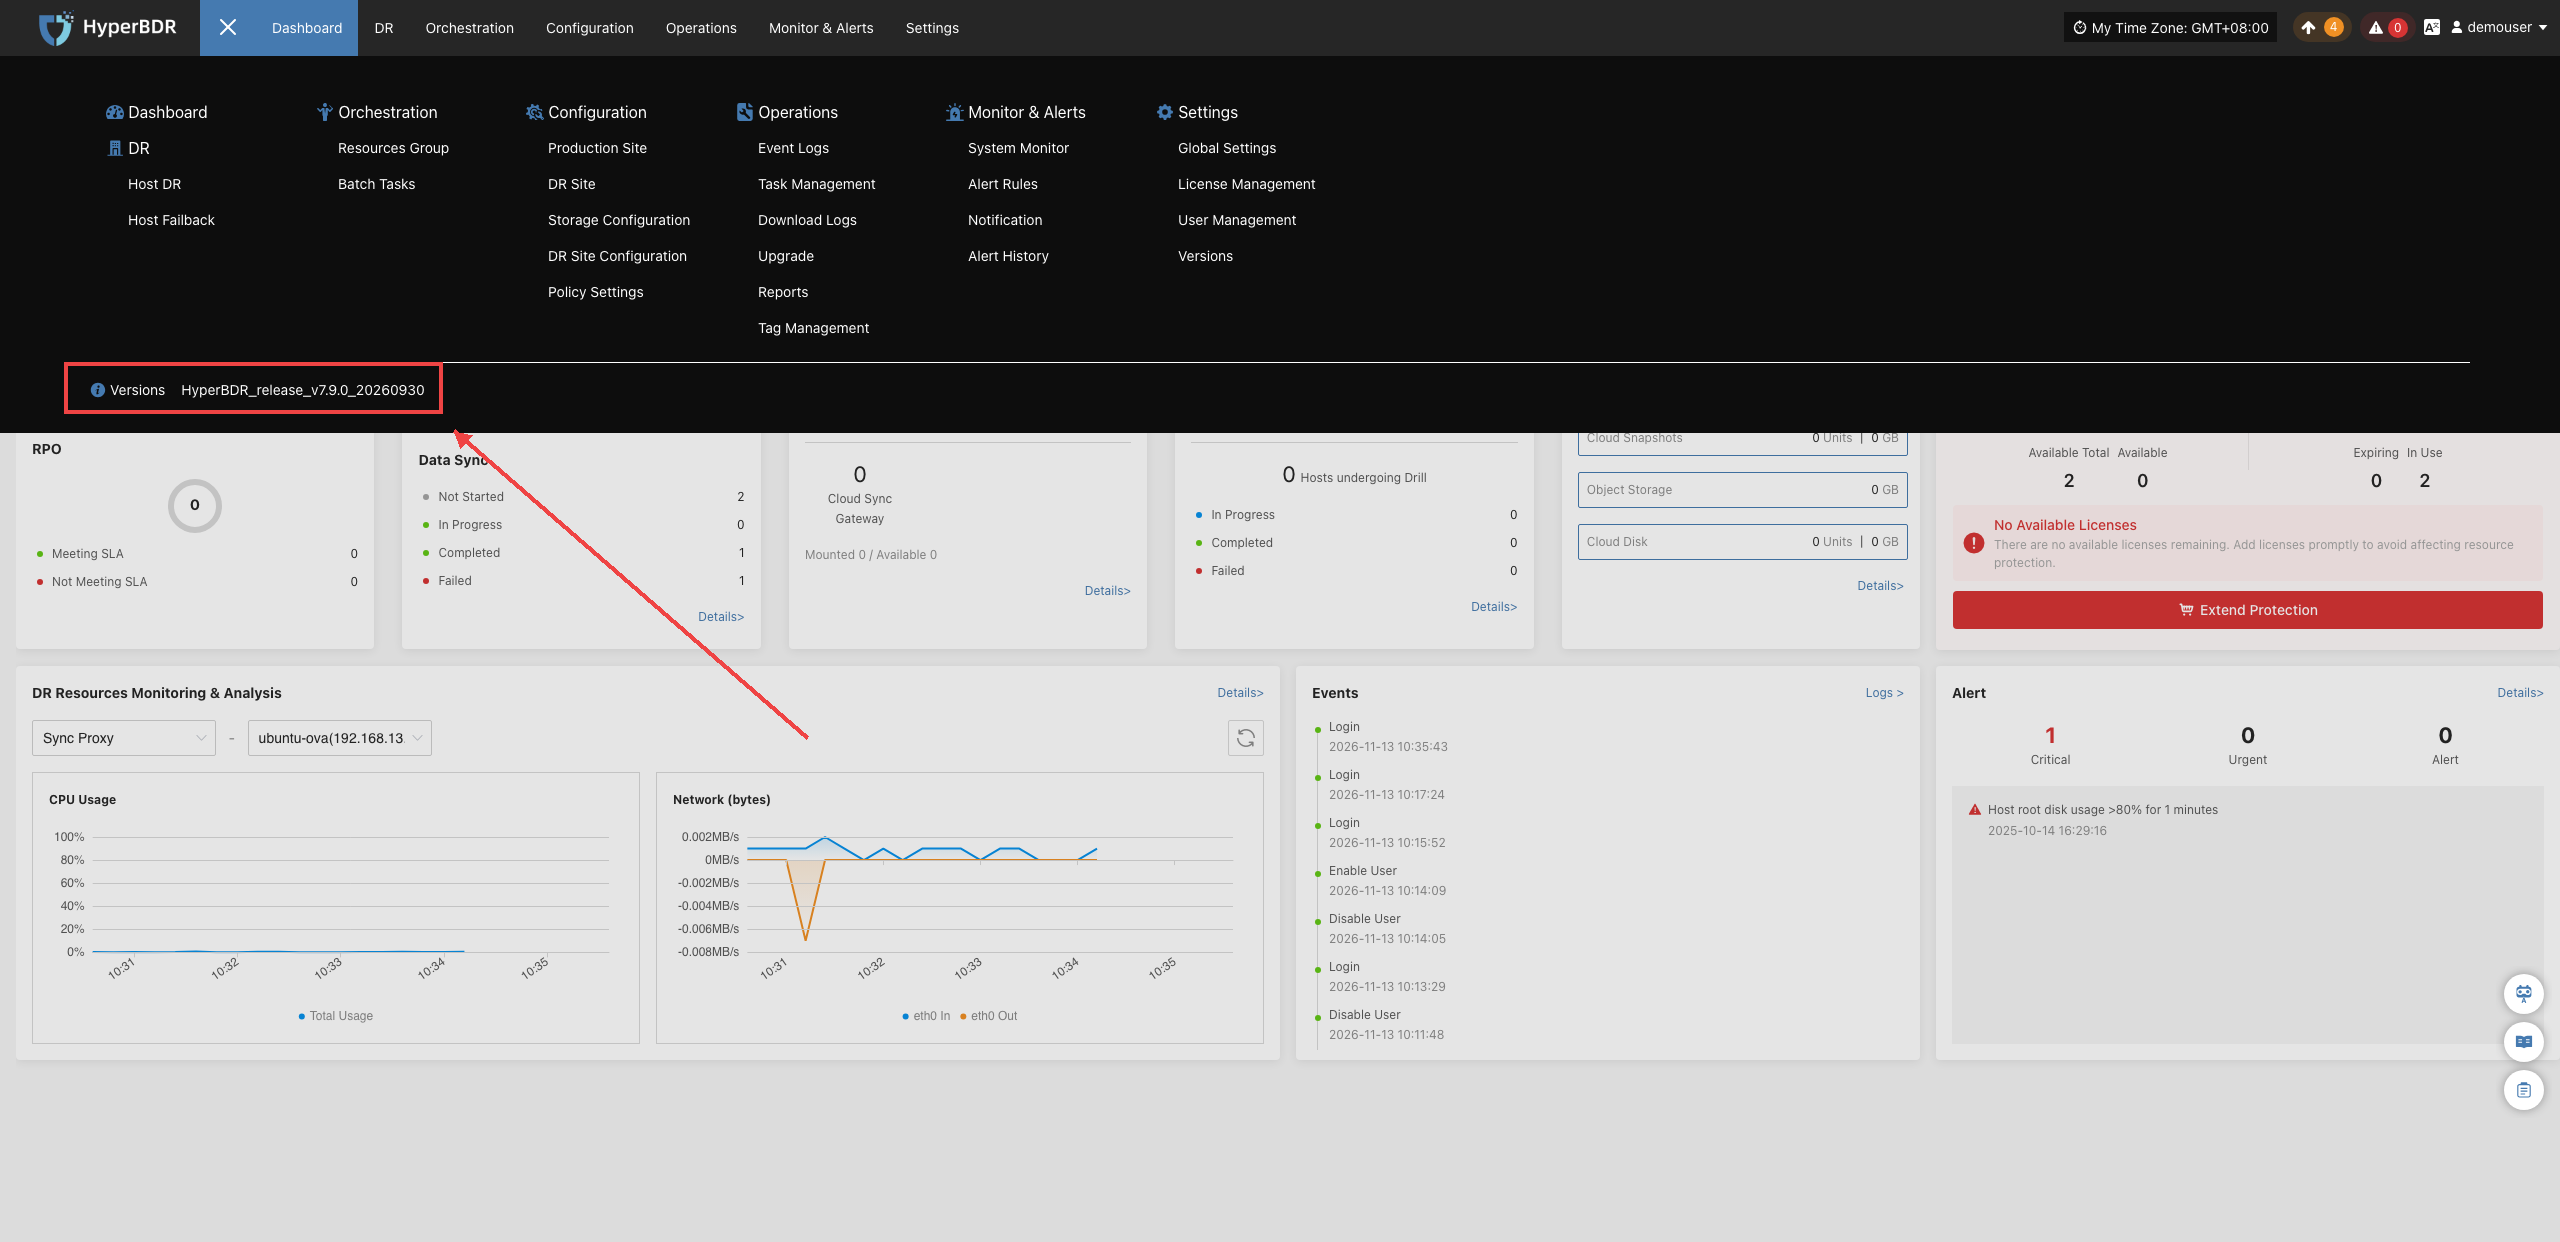 HyperBDR
Dashboard DR Orchestration Configuration Operations Monitor & Alerts Settings
My Time Zone: GMT+08:00 4 0 demouser
Dashboard
DR
Host DR
Host Failback
Orchestration
Resources Group
Batch Tasks
Configuration
Production Site
DR Site
Storage Configuration
DR Site Configuration
Policy Settings
Operations
Event Logs
Task Management
Download Logs
Upgrade
Reports
Tag Management
Monitor & Alerts
System Monitor
Alert Rules
Notification
Alert History
Settings
Global Settings
License Management
User Management
Versions
Versions HyperBDR_release_v7.9.0_20260930
RPO
0
Meeting SLA 0
Not Meeting SLA 0
Data Sync
Not Started 2
In Progress 0
Completed 1
Failed 1
Details>
0
Cloud Sync
Gateway
Mounted 0 / Available 0
Details>
0 Hosts undergoing Drill
In Progress 0
Completed 0
Failed 0
Details>
Cloud Snapshots 0 Units | 0 GB
Object Storage 0 GB
Cloud Disk 0 Units | 0 GB
Details>
Available Total Available
2 0
Expiring In Use
0 2
No Available Licenses
There are no available licenses remaining. Add licenses promptly to avoid affecting resource
protection.
Extend Protection
DR Resources Monitoring & Analysis Details>
Sync Proxy - ubuntu-ova(192.168.13
CPU Usage
100%
80%
60%
40%
20%
0%
10:31 10:32 10:33 10:34 10:35
Total Usage
Network (bytes)
0.002MB/s
0MB/s
-0.002MB/s
-0.004MB/s
-0.006MB/s
-0.008MB/s
10:31 10:32 10:33 10:34 10:35
eth0 In eth0 Out
Events Logs >
Login
2026-11-13 10:35:43
Login
2026-11-13 10:17:24
Login
2026-11-13 10:15:52
Enable User
2026-11-13 10:14:09
Disable User
2026-11-13 10:14:05
Login
2026-11-13 10:13:29
Disable User
2026-11-13 10:11:48
Alert Details>
1 0 0
Critical Urgent Alert
Host root disk usage >80% for 1 minutes
2025-10-14 16:29:16